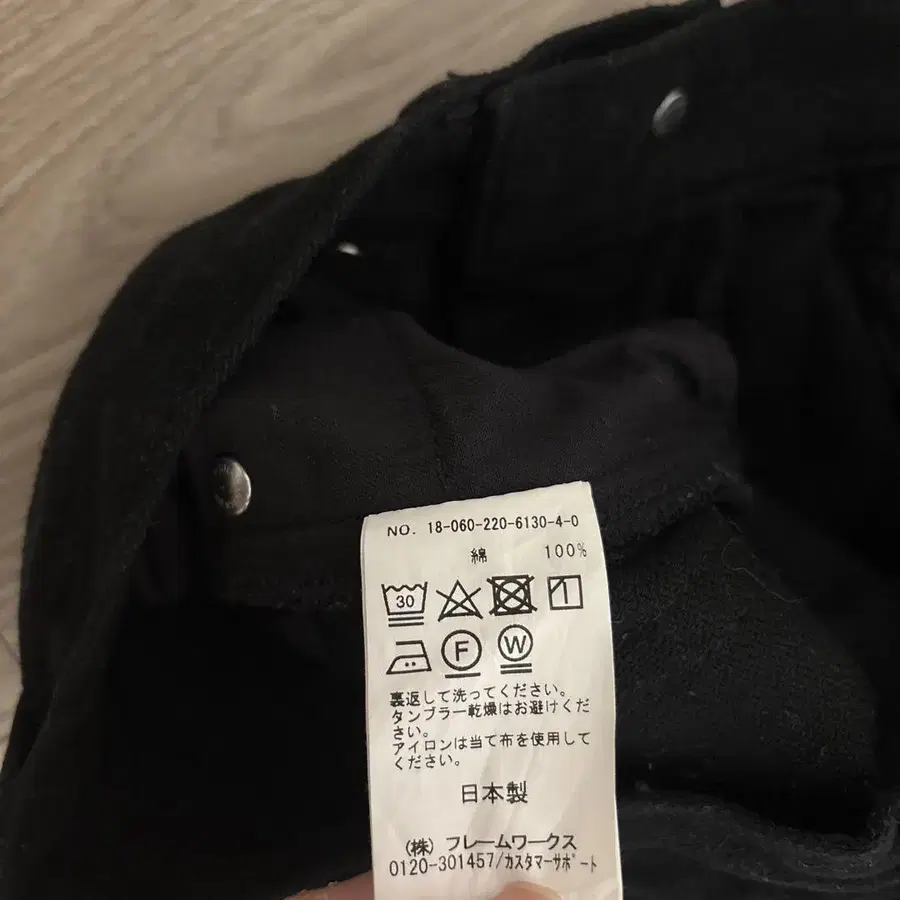 NO. 18-060-220-6130-4-0
綿 100%
30
F W
裏返して洗ってください。
タンブラー乾燥はお避けくだ
さい。
アイロンは当て布を使用して
ください。
日本製
(株) フレームワークス
0120-301457/カスタマーサポート